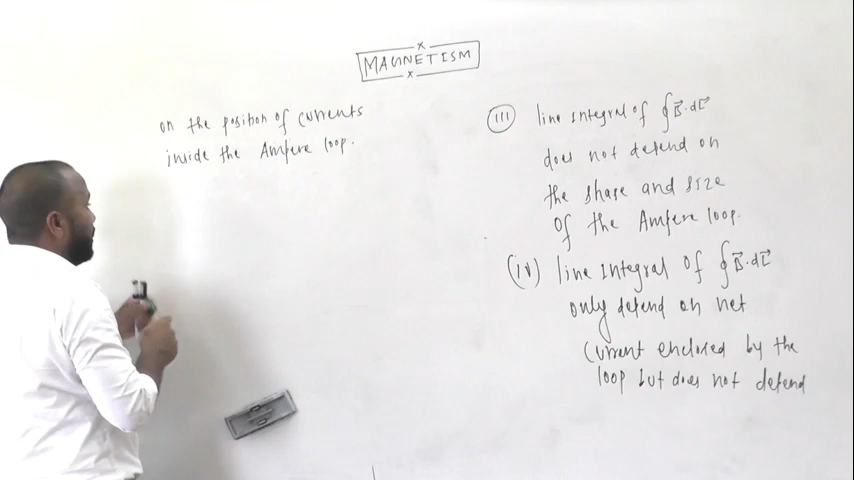 MAGNETISM
on the position of currents
inside the Ampere loop.
(III) line integral of ∮B⃗·dl⃗
does not depend on
the shape and size
of the Ampere loop.
(iv) line integral of ∮B⃗·dl⃗
only depend on net
current enclosed by the
loop but does not depend